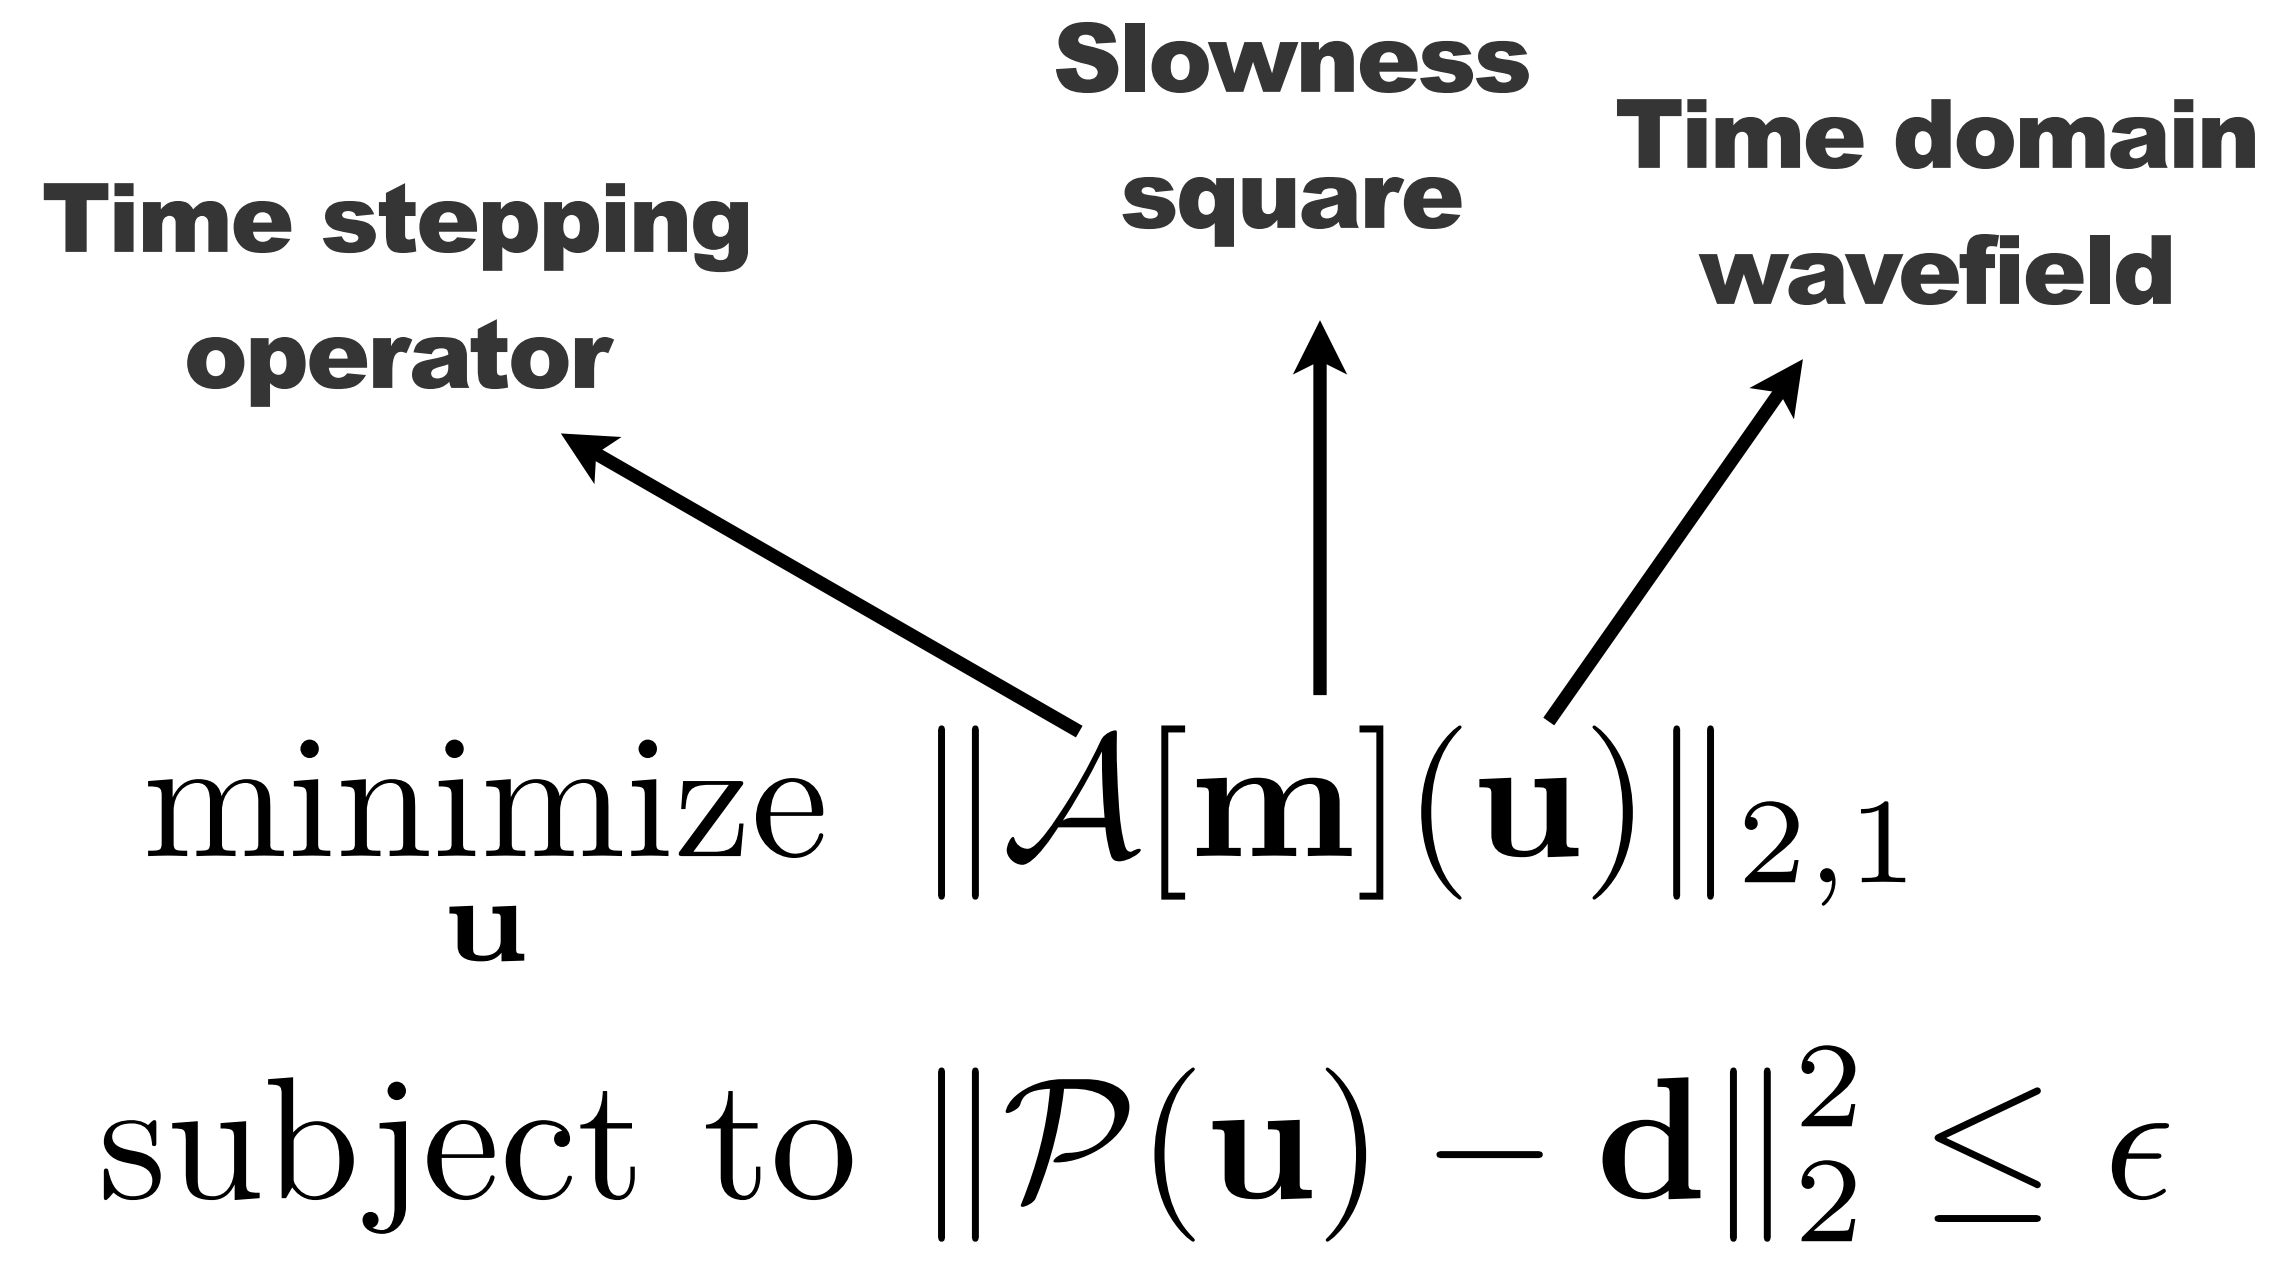 Slowness
square
Time domain
wavefield
Time stepping
operator
minimize ‖𝒜[𝐦](𝐮)‖₂,₁
𝐮
subject to ‖𝒫(𝐮) − 𝐝‖₂² ≤ ϵ